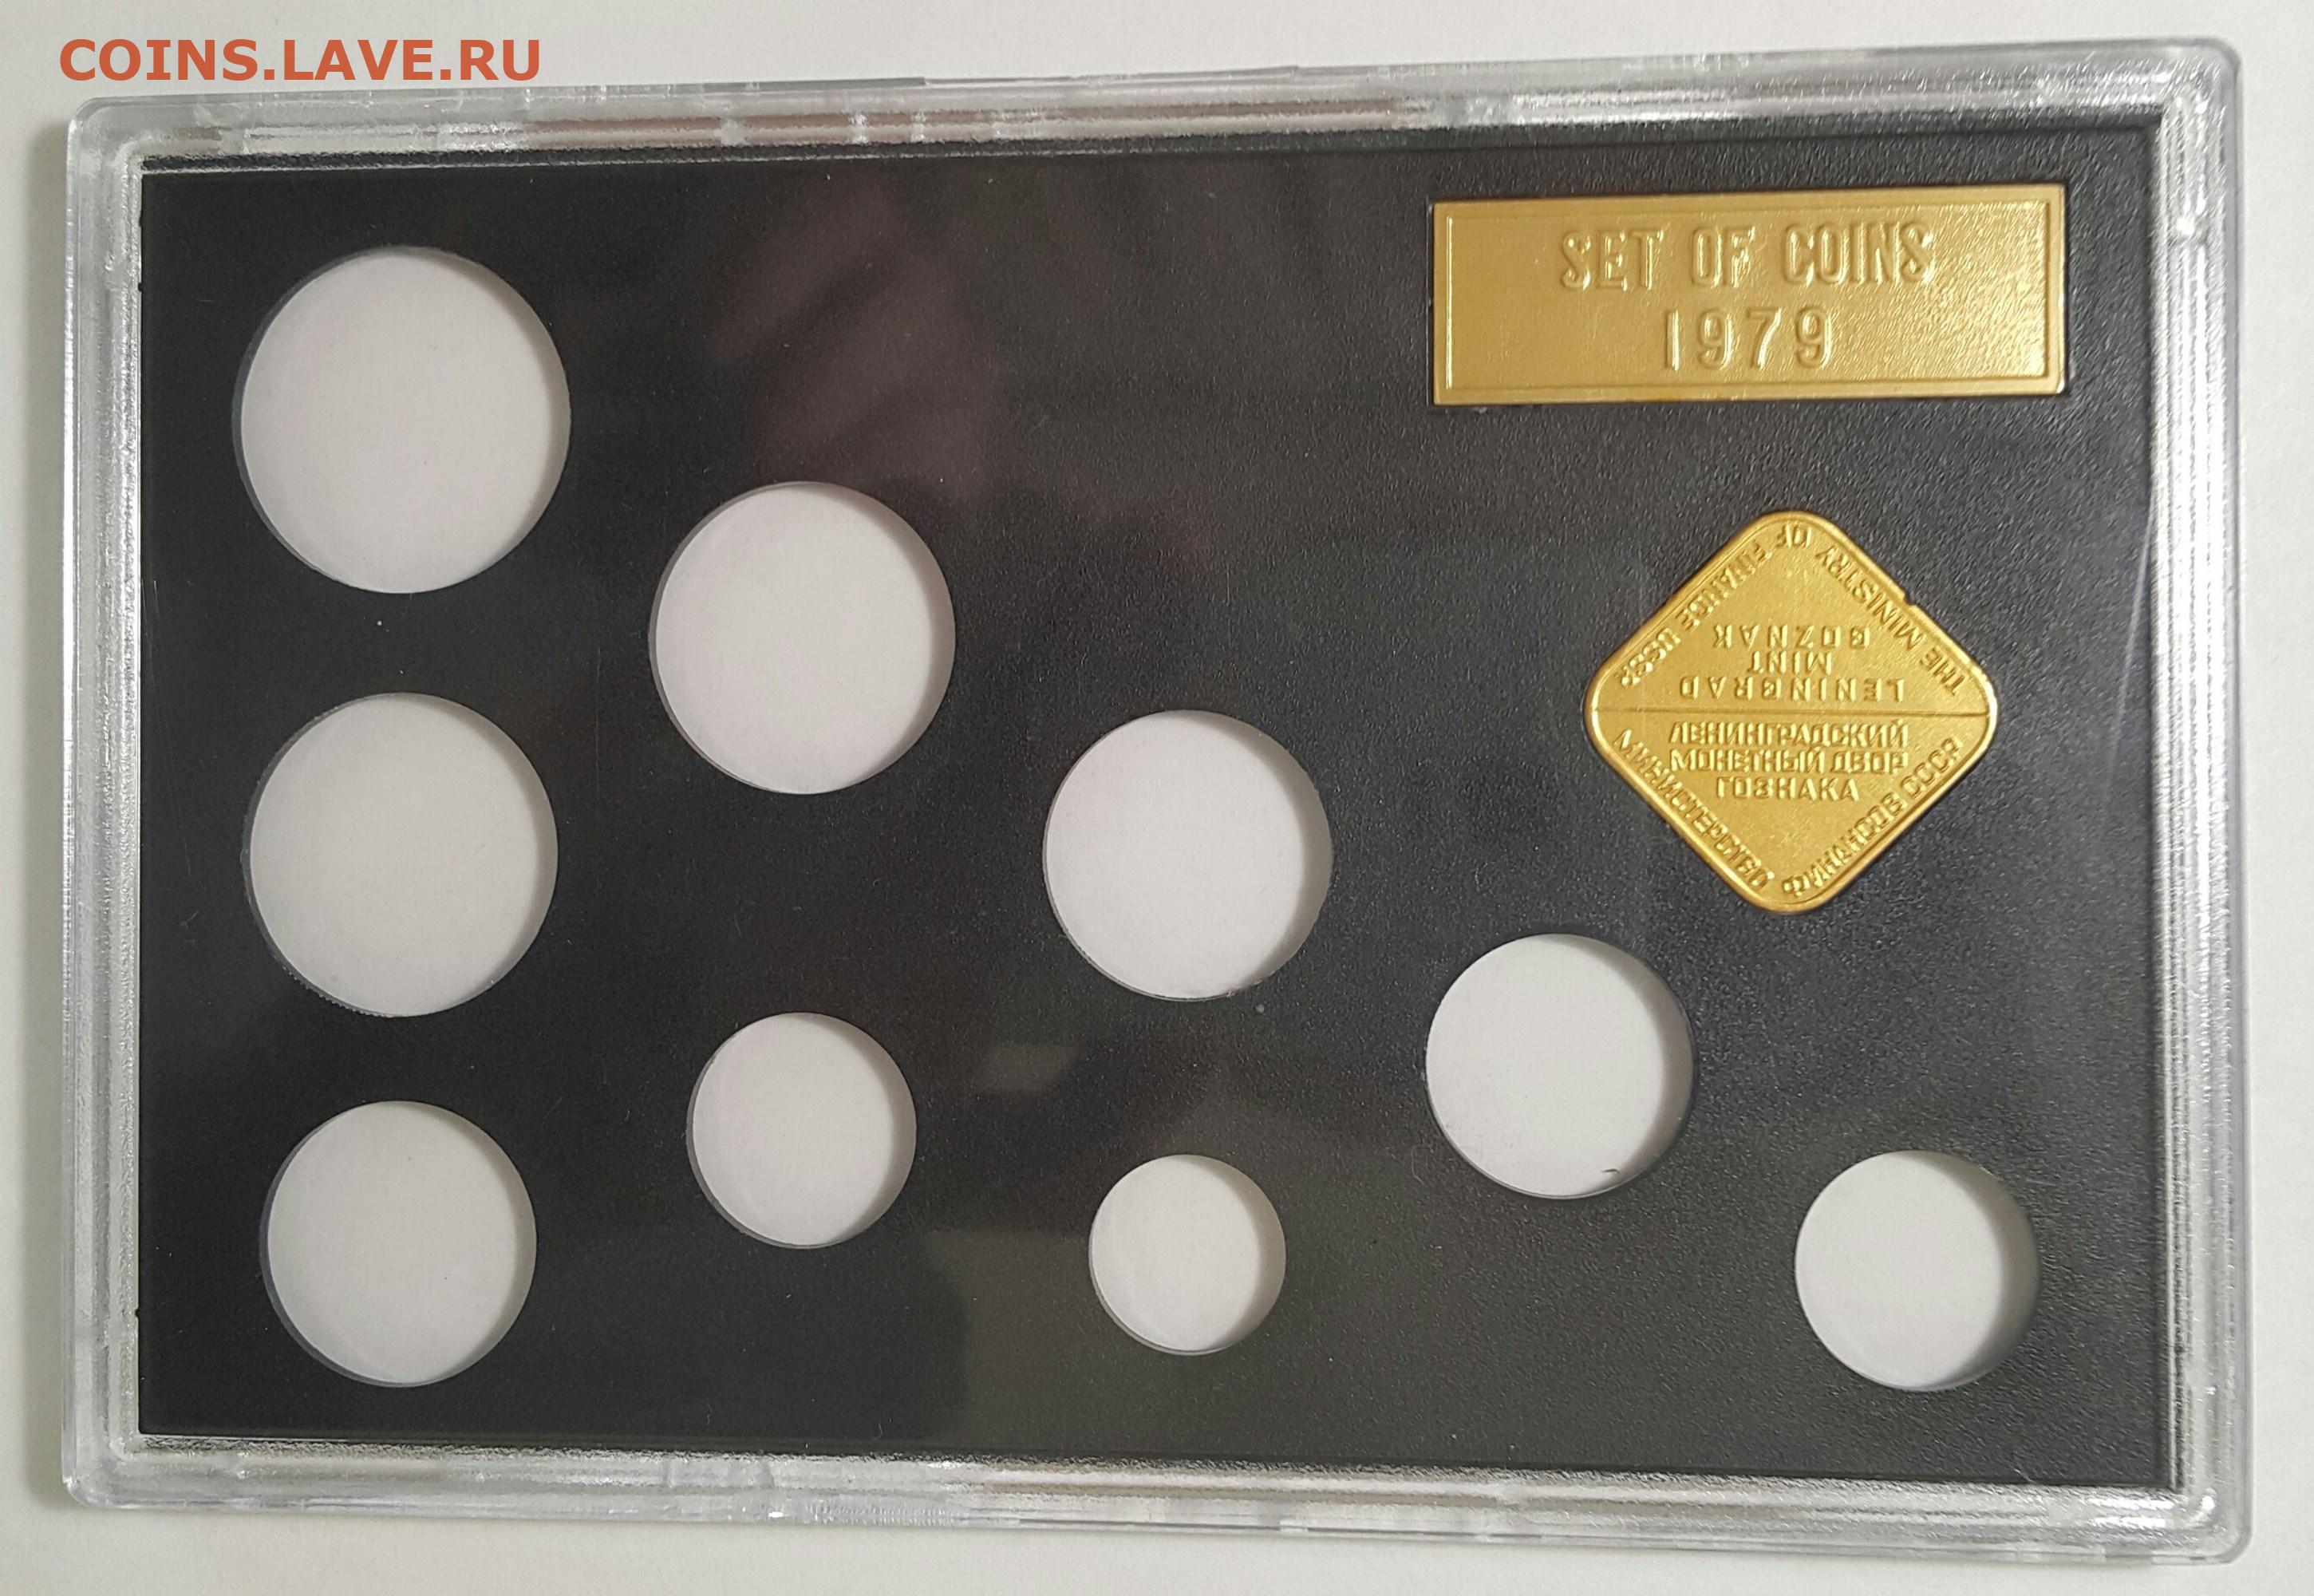 COINS.LAVE.RU
SET OF COINS
1979
THE MINISTRY OF FINANCE USSR
LENINGRAD
MINT
GOZNAK
ЛЕНИНГРАДСКИЙ
МОНЕТНЫЙ ДВОР
ГОЗНАКА
МИНИСТЕРСТВО ФИНАНСОВ СССР